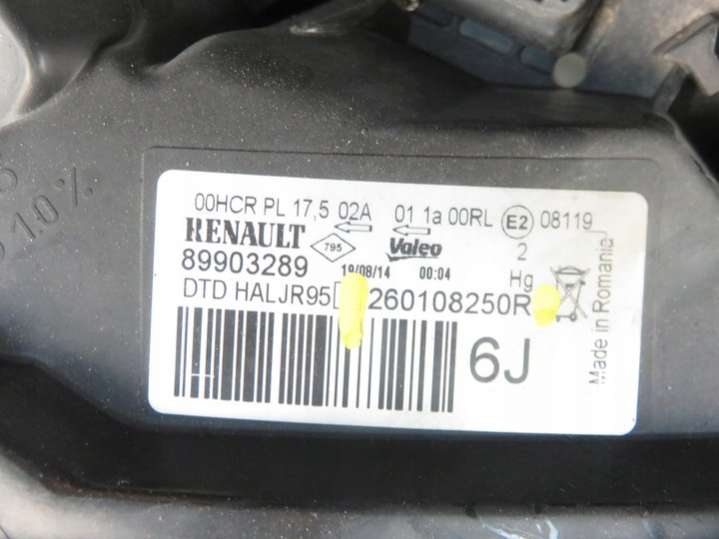 00HCR PL 17,5 02A 01 1a 00RL E2 08119
RENAULT 795 Valeo 2
89903289 19/08/14 00:04 Hg
DTD HALJR95 260108250R
6J
Made in Romania
010%